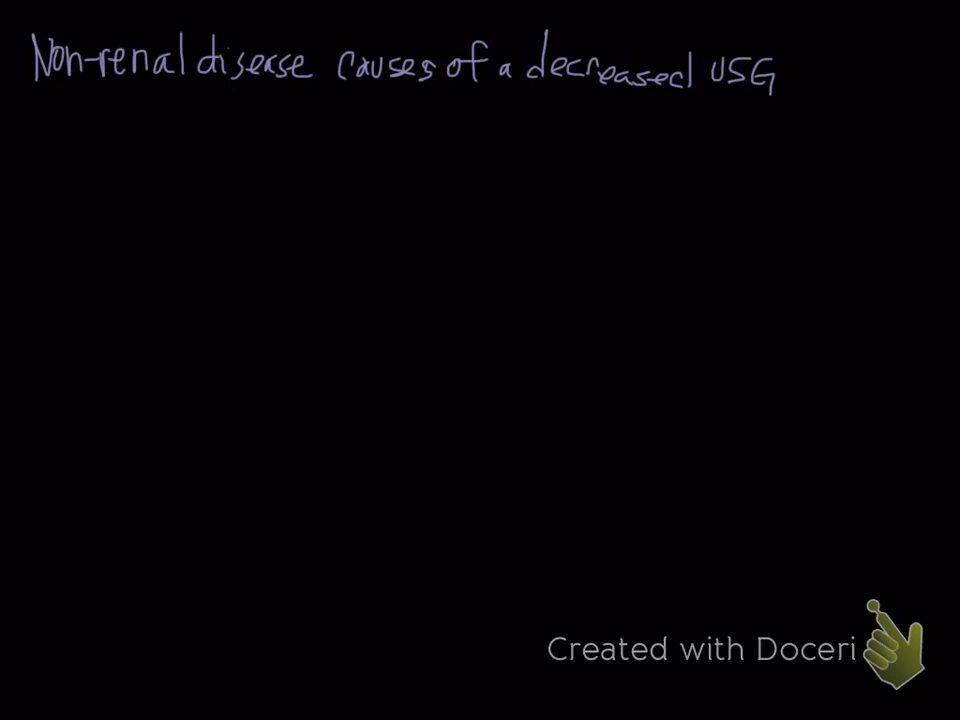 Non-renal disease causes of a decreased USG
Created with Doceri